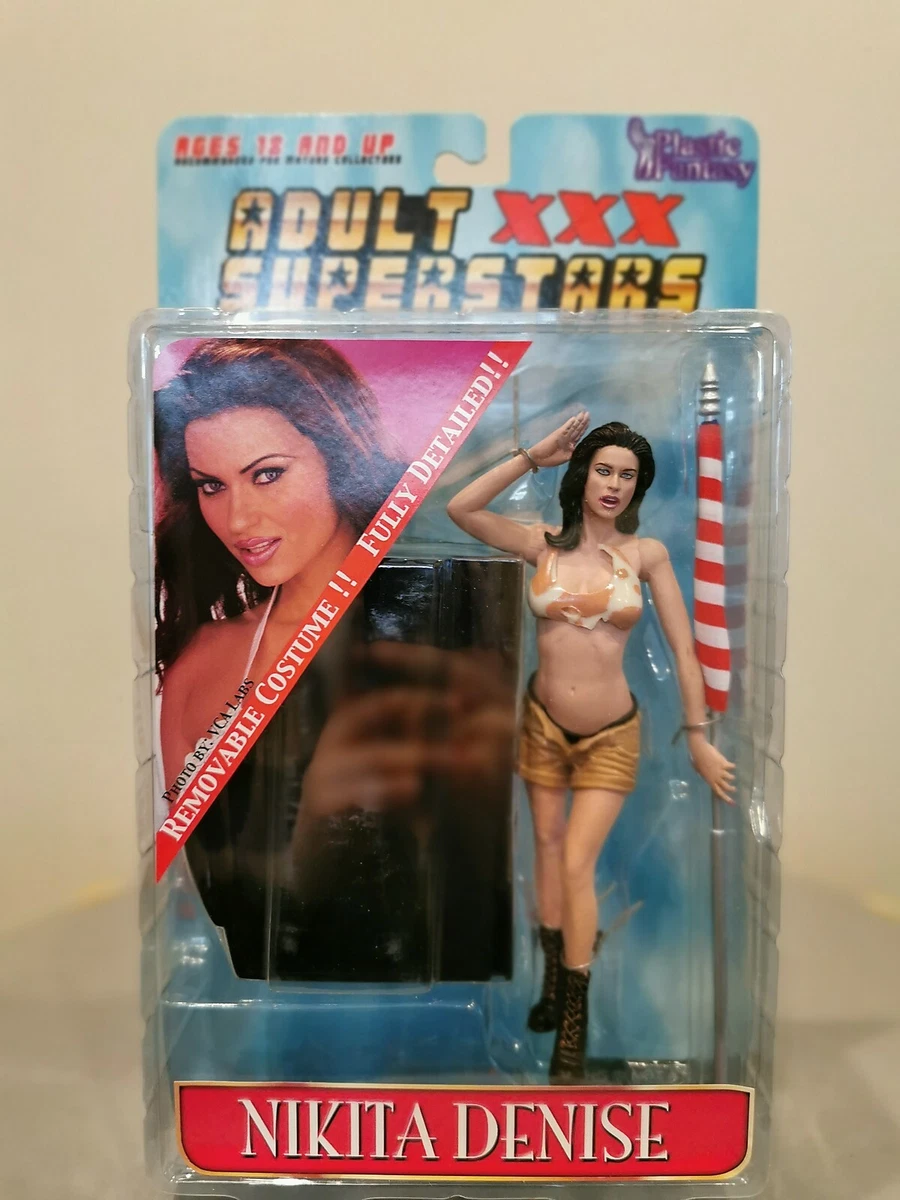 AGES 18 AND UP
RECOMMENDED FOR MATURE COLLECTORS
Plastic
Fantasy
ADULT XXX
SUPERSTARS
FULLY DETAILED!!
REMOVABLE COSTUME !!
PHOTO BY: VCA LABS
NIKITA DENISE